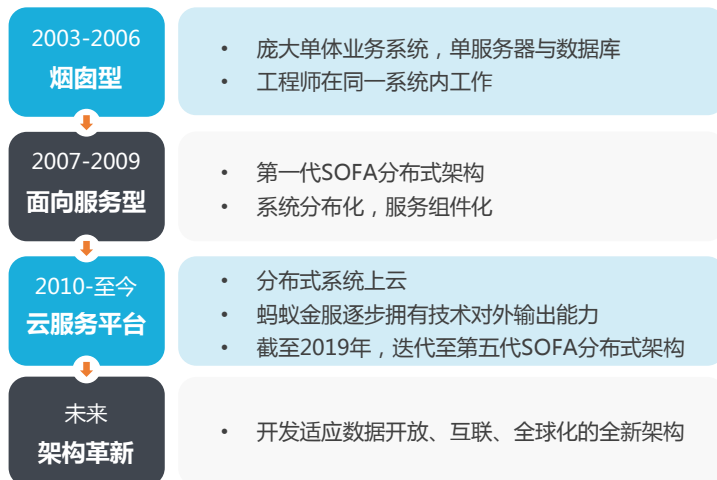 2003-2006
烟囱型
• 庞大单体业务系统，单服务器与数据库
• 工程师在同一系统内工作
2007-2009
面向服务型
• 第一代SOFA分布式架构
• 系统分布化，服务组件化
2010-至今
云服务平台
• 分布式系统上云
• 蚂蚁金服逐步拥有技术对外输出能力
• 截至2019年，迭代至第五代SOFA分布式架构
未来
架构革新
• 开发适应数据开放、互联、全球化的全新架构